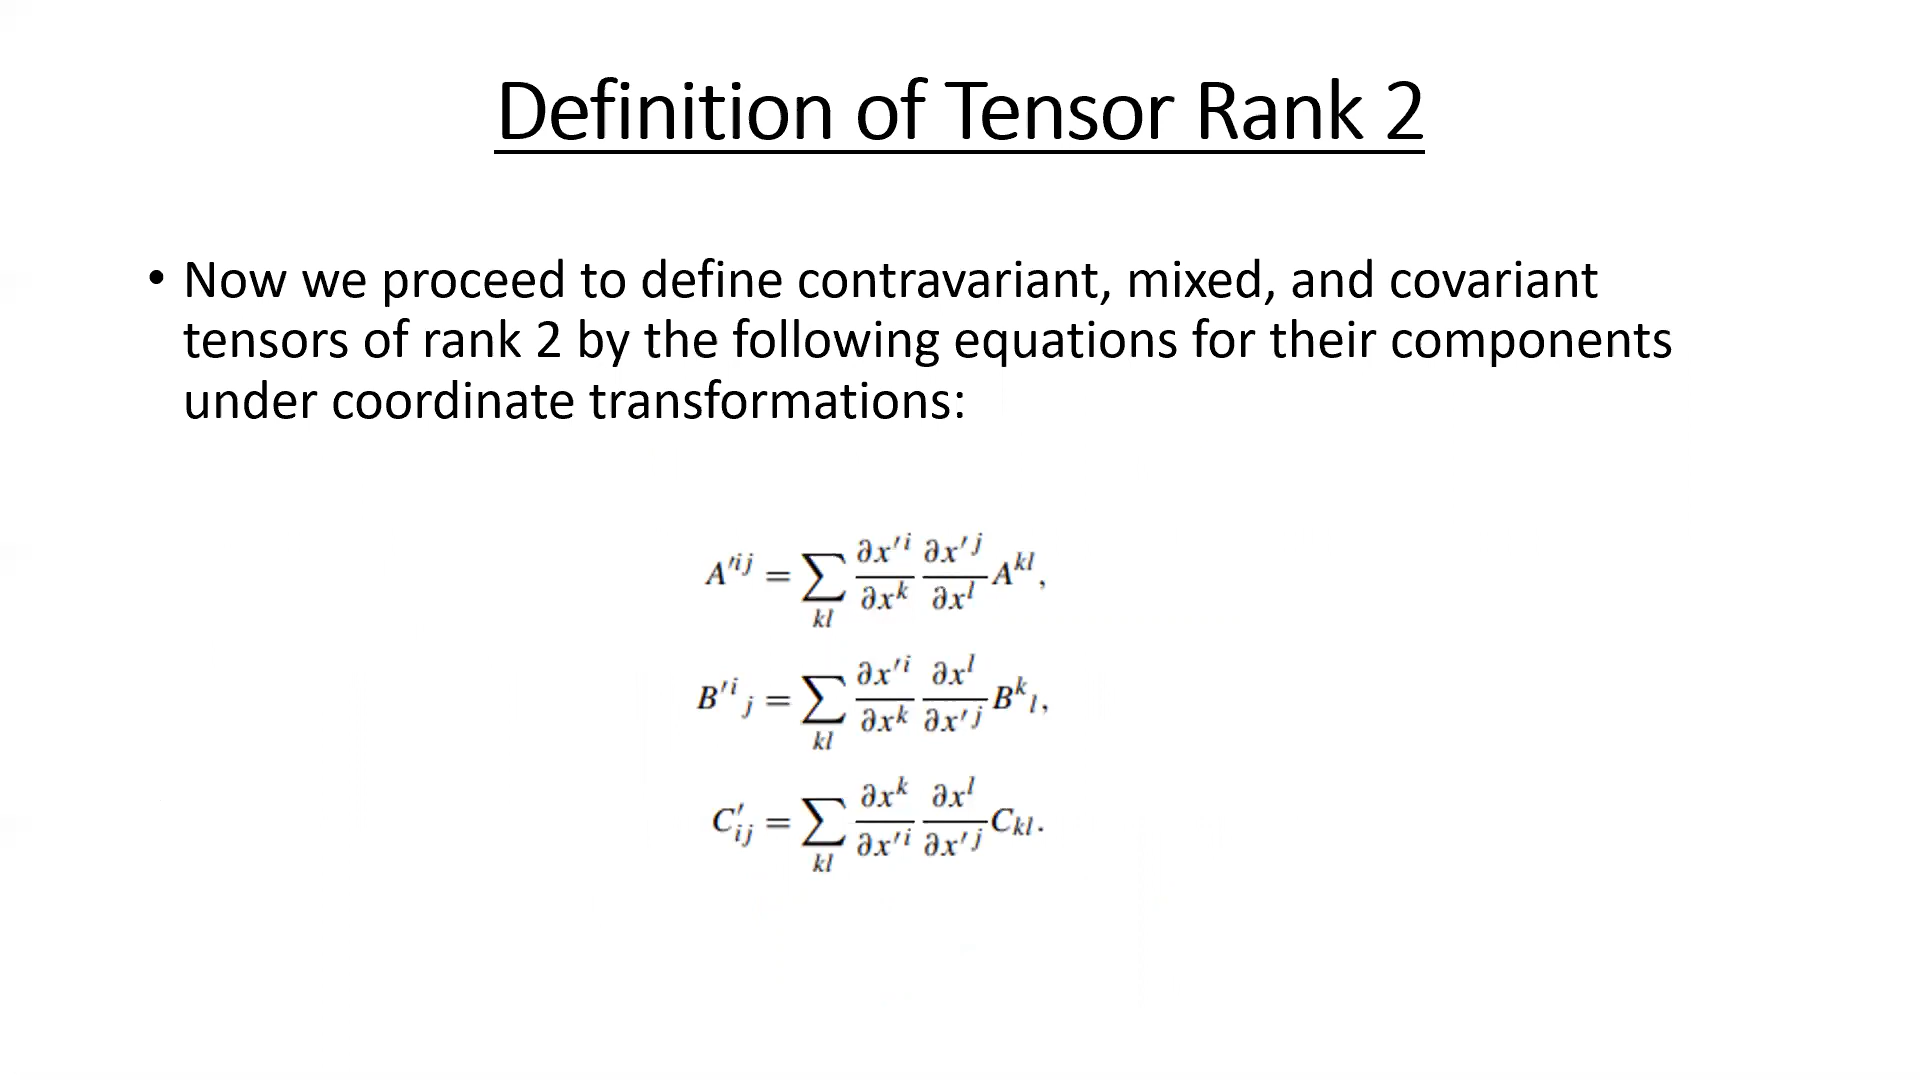 Definition of Tensor Rank 2
• Now we proceed to define contravariant, mixed, and covariant
tensors of rank 2 by the following equations for their components
under coordinate transformations:
$A'^{ij} = \sum_{kl} \frac{\partial x'^i}{\partial x^k} \frac{\partial x'^j}{\partial x^l} A^{kl},$
$B'^i{}_j = \sum_{kl} \frac{\partial x'^i}{\partial x^k} \frac{\partial x^l}{\partial x'^j} B^k{}_l,$
$C'_{ij} = \sum_{kl} \frac{\partial x^k}{\partial x'^i} \frac{\partial x^l}{\partial x'^j} C_{kl}.$